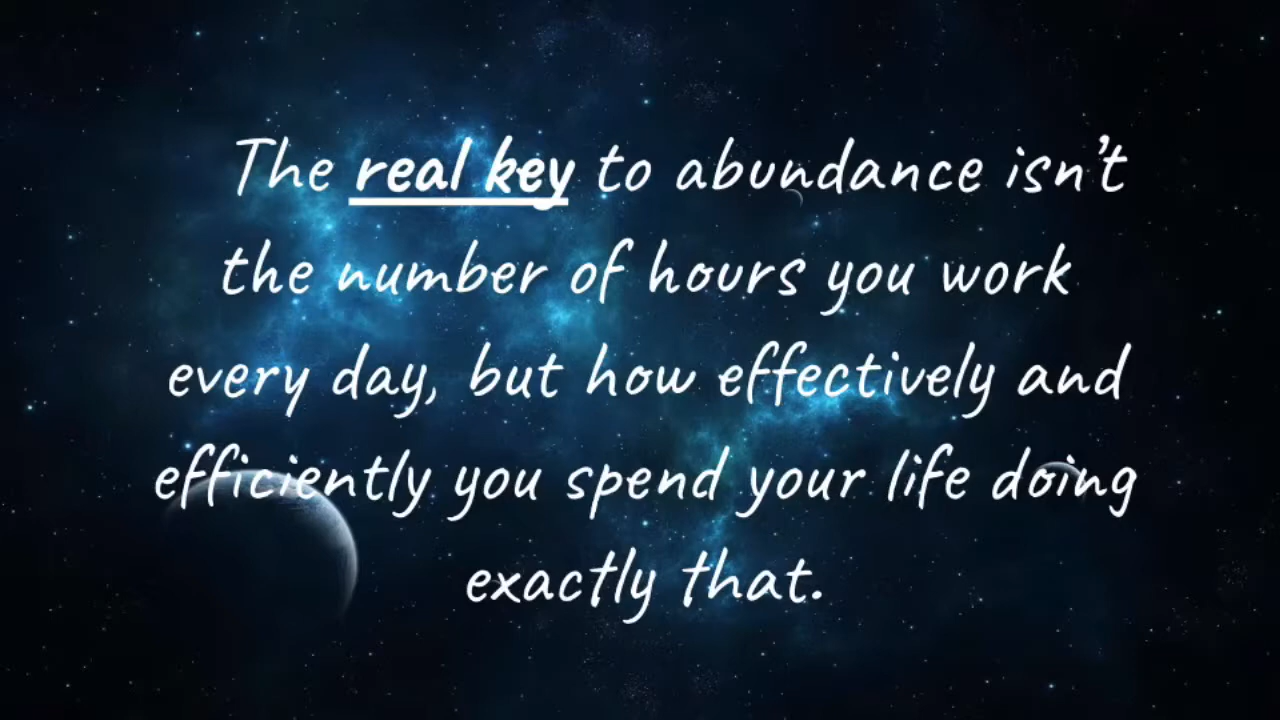 The real key to abundance isn’t
the number of hours you work
every day, but how effectively and
efficiently you spend your life doing
exactly that.